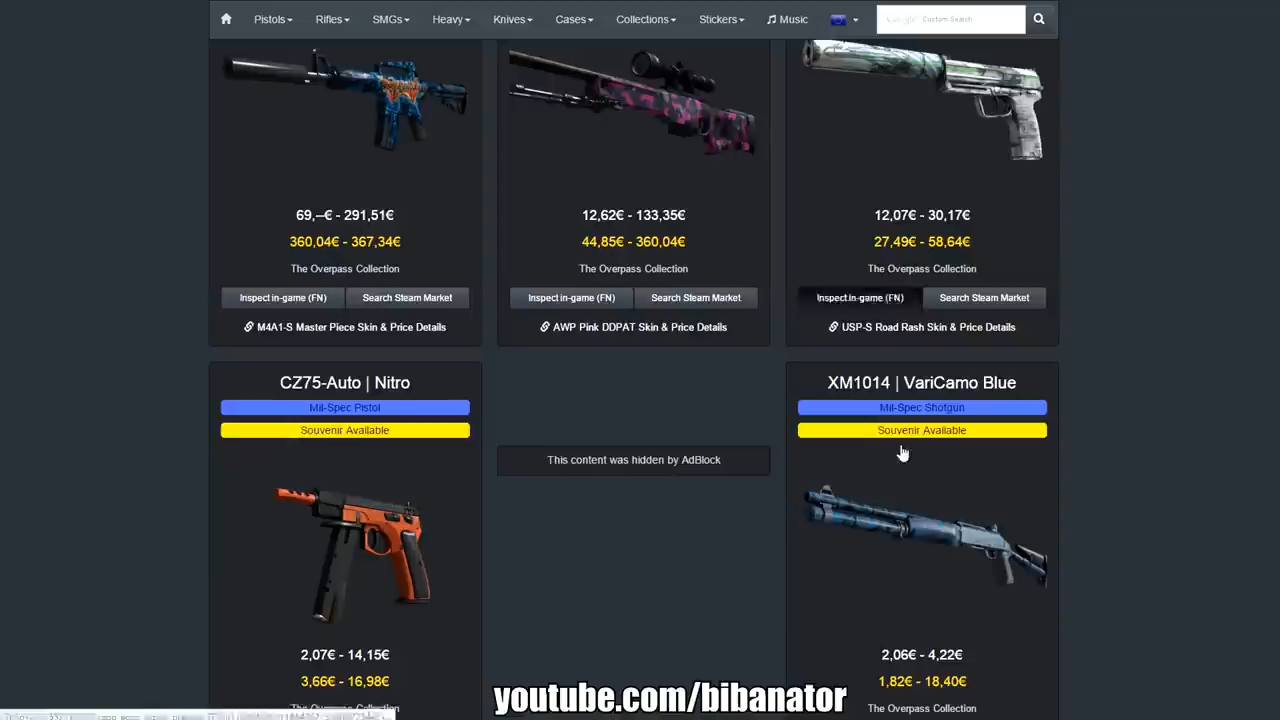 Pistols Rifles SMGs Heavy Knives Cases Collections Stickers Music Custom Search
69,--€ - 291,51€
360,04€ - 367,34€
The Overpass Collection
Inspect in-game (FN) Search Steam Market
M4A1-S Master Piece Skin & Price Details
12,62€ - 133,35€
44,85€ - 360,04€
The Overpass Collection
Inspect in-game (FN) Search Steam Market
AWP Pink DDPAT Skin & Price Details
12,07€ - 30,17€
27,49€ - 58,64€
The Overpass Collection
Inspect in-game (FN) Search Steam Market
USP-S Road Rash Skin & Price Details
CZ75-Auto | Nitro
Mil-Spec Pistol
Souvenir Available
2,07€ - 14,15€
3,66€ - 16,98€
The Overpass Collection
This content was hidden by AdBlock
XM1014 | VariCamo Blue
Mil-Spec Shotgun
Souvenir Available
2,06€ - 4,22€
1,82€ - 18,40€
The Overpass Collection
youtube.com/bibanator